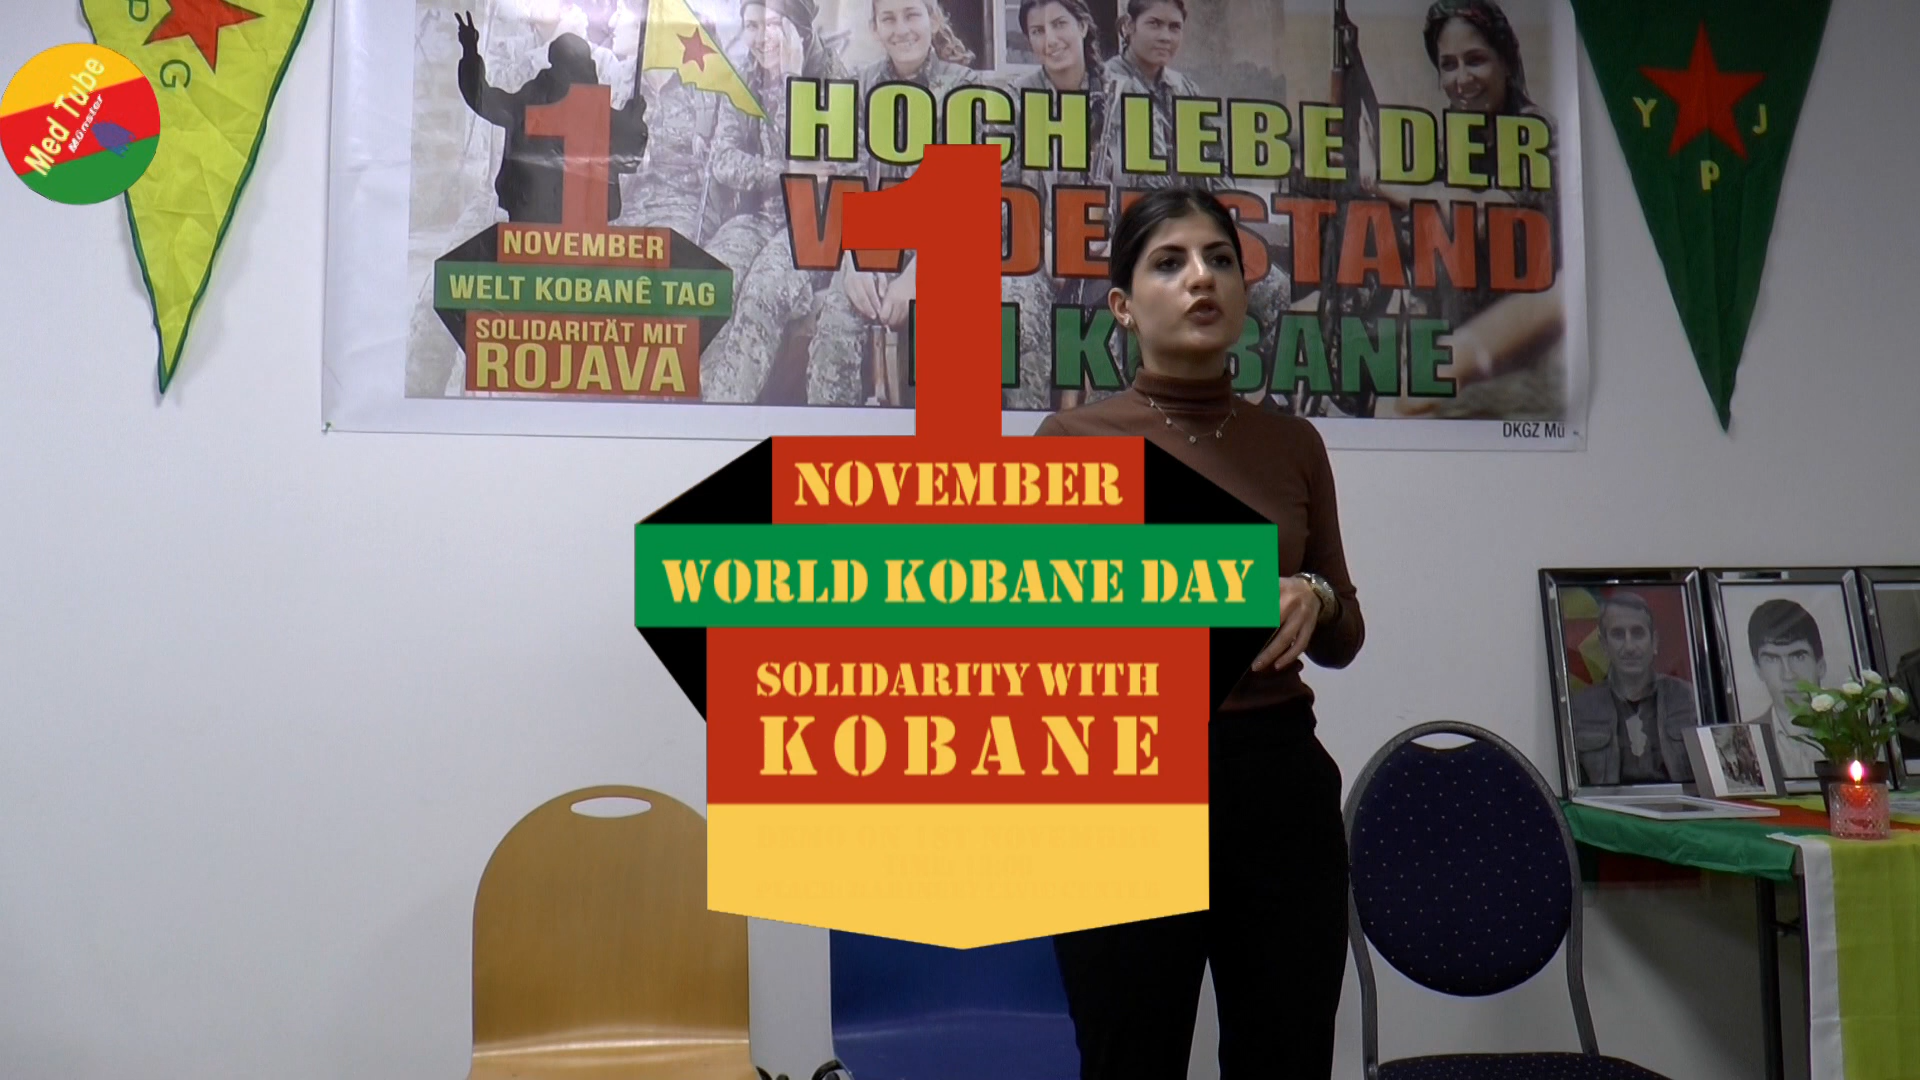 P
G
Med Tube
Münster
1
NOVEMBER
WELT KOBANÊ TAG
SOLIDARITÄT MIT
ROJAVA
HOCH LEBE DER
KOBANE
DKGZ Mü
Y J
P
1
NOVEMBER
WORLD KOBANE DAY
SOLIDARITY WITH
KOBANE